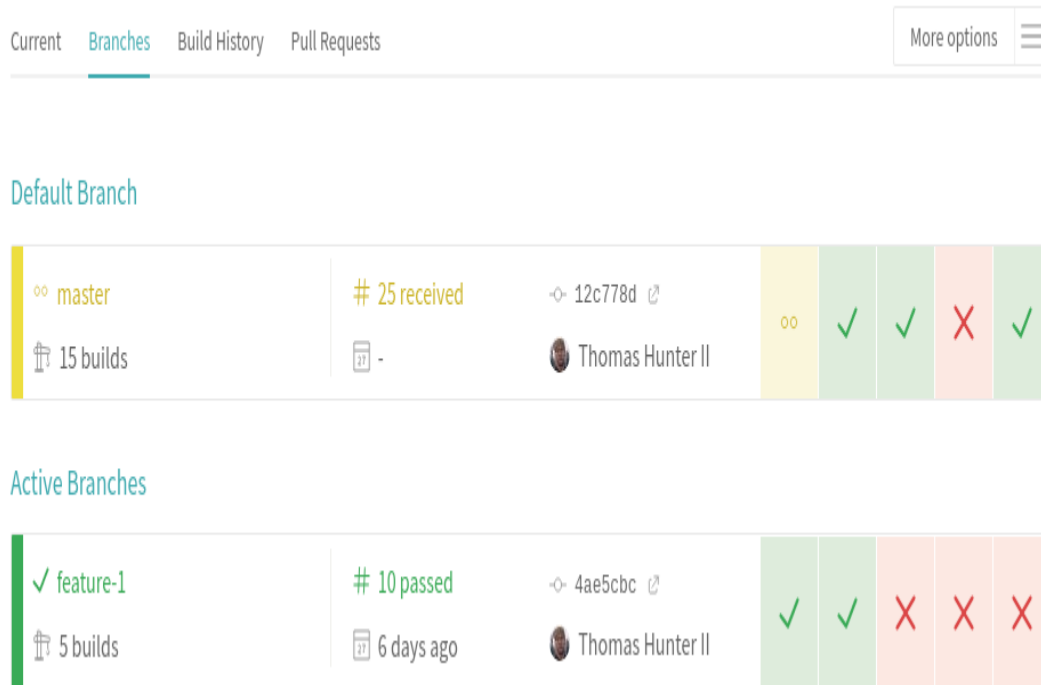 Current Branches Build History Pull Requests More options
Default Branch
master # 25 received 12c778d
15 builds - Thomas Hunter II
Active Branches
feature-1 # 10 passed 4ae5cbc
5 builds 6 days ago Thomas Hunter II